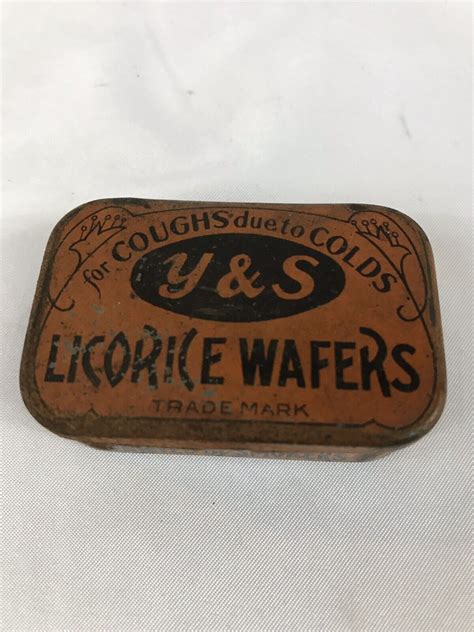 for COUGHS due to COLDS
Y & S
LICORICE WAFERS
TRADE MARK